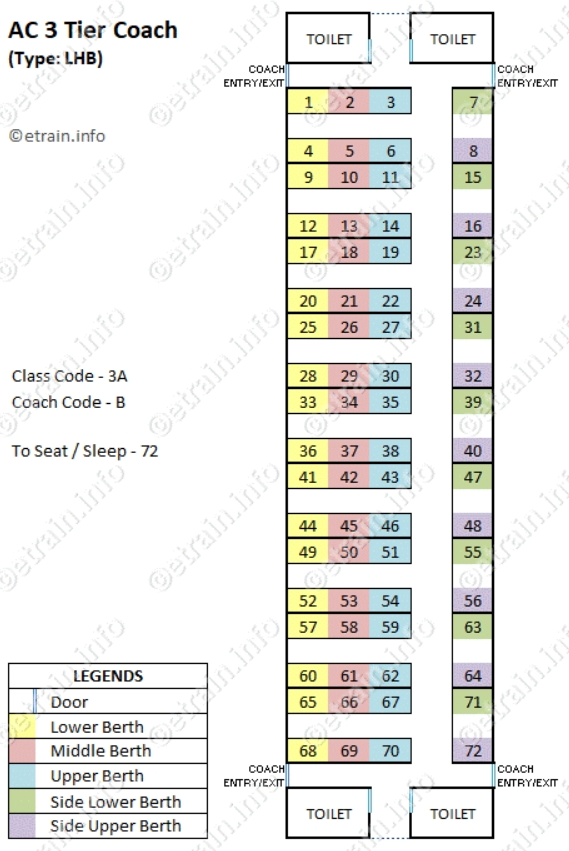 AC 3 Tier Coach
(Type: LHB)
©etrain.info
TOILET TOILET
COACH ENTRY/EXIT COACH ENTRY/EXIT
1 2 3 7
4 5 6 8
9 10 11 15
12 13 14 16
17 18 19 23
20 21 22 24
25 26 27 31
Class Code - 3A
28 29 30 32
Coach Code - B
33 34 35 39
To Seat / Sleep - 72
36 37 38 40
41 42 43 47
44 45 46 48
49 50 51 55
52 53 54 56
57 58 59 63
60 61 62 64
65 66 67 71
68 69 70 72
COACH ENTRY/EXIT COACH ENTRY/EXIT
TOILET TOILET
LEGENDS
Door
Lower Berth
Middle Berth
Upper Berth
Side Lower Berth
Side Upper Berth
©etrain.info